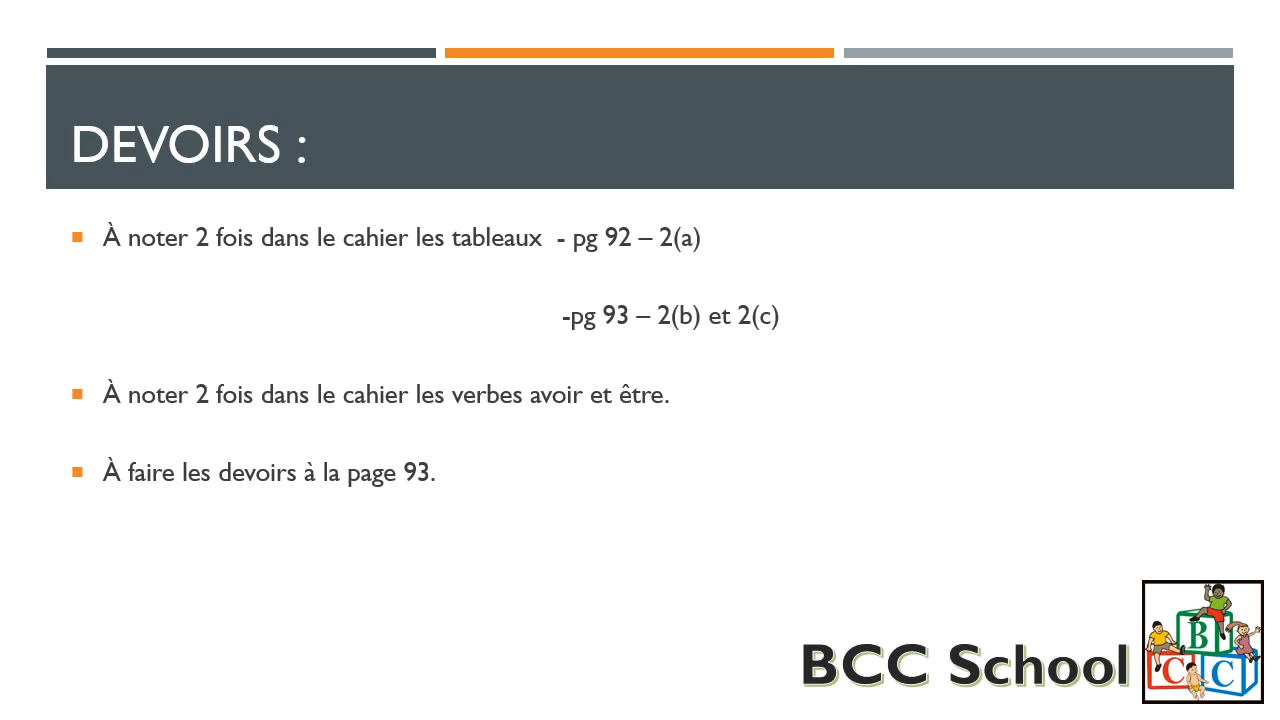 DEVOIRS :
À noter 2 fois dans le cahier les tableaux - pg 92 – 2(a)
-pg 93 – 2(b) et 2(c)
À noter 2 fois dans le cahier les verbes avoir et être.
À faire les devoirs à la page 93.
BCC School
B
C C